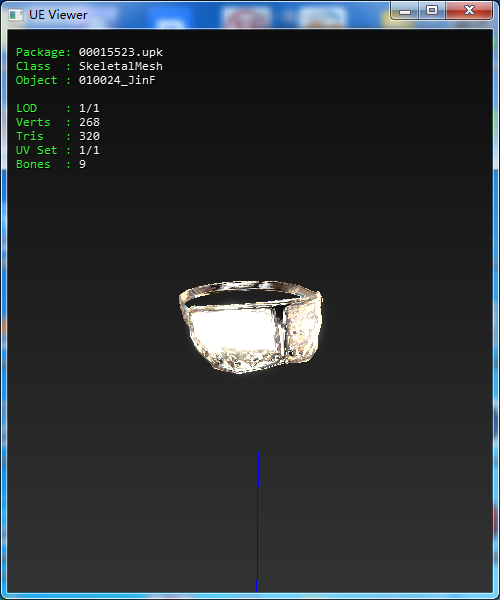 UE Viewer
Package: 00015523.upk
Class : SkeletalMesh
Object : 010024_JinF
LOD : 1/1
Verts : 268
Tris : 320
UV Set : 1/1
Bones : 9